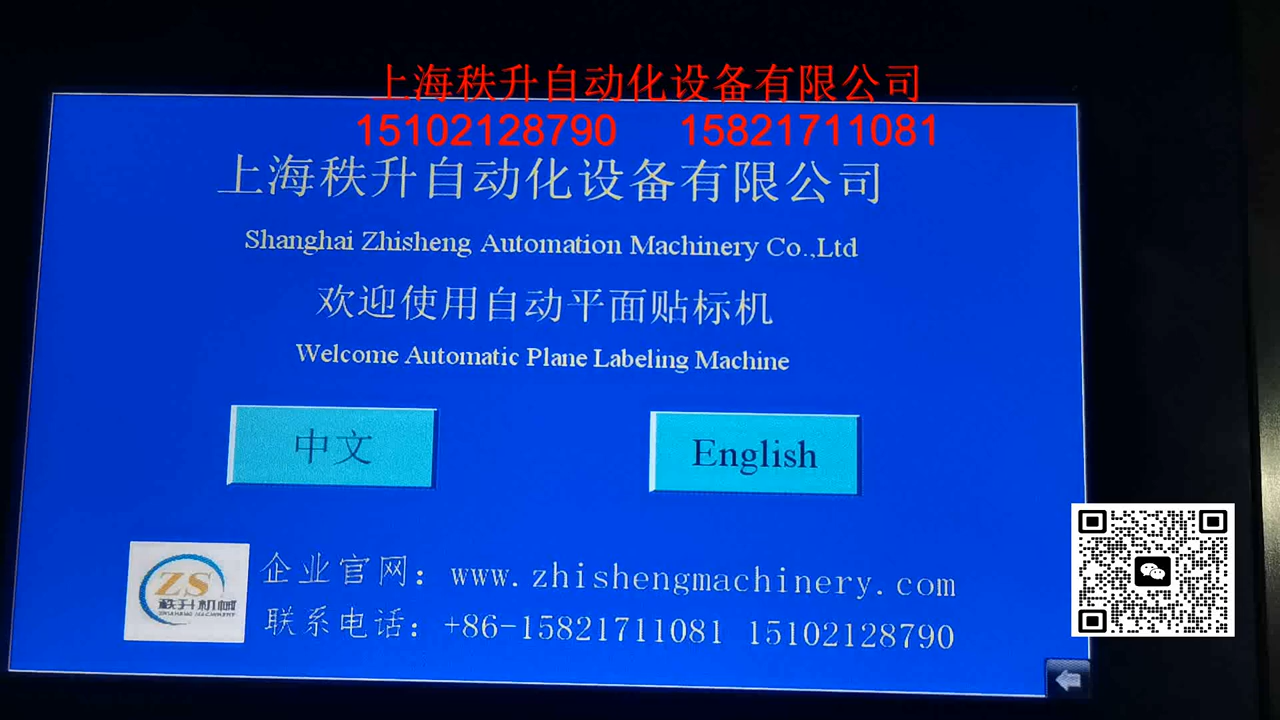 上海秩升自动化设备有限公司
15102128790 15821711081
上海秩升自动化设备有限公司
Shanghai Zhisheng Automation Machinery Co.,Ltd
欢迎使用自动平面贴标机
Welcome Automatic Plane Labeling Machine
中文
English
ZS
秩升机械
企业官网：www.zhishengmachinery.com
联系电话：+86-15821711081 15102128790